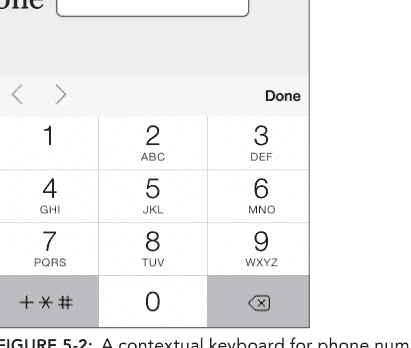 one
Done
1 2 3
ABC DEF
4 5 6
GHI JKL MNO
7 8 9
PQRS TUV WXYZ
+*# 0
FIGURE 5-2: A contextual keyboard for phone num